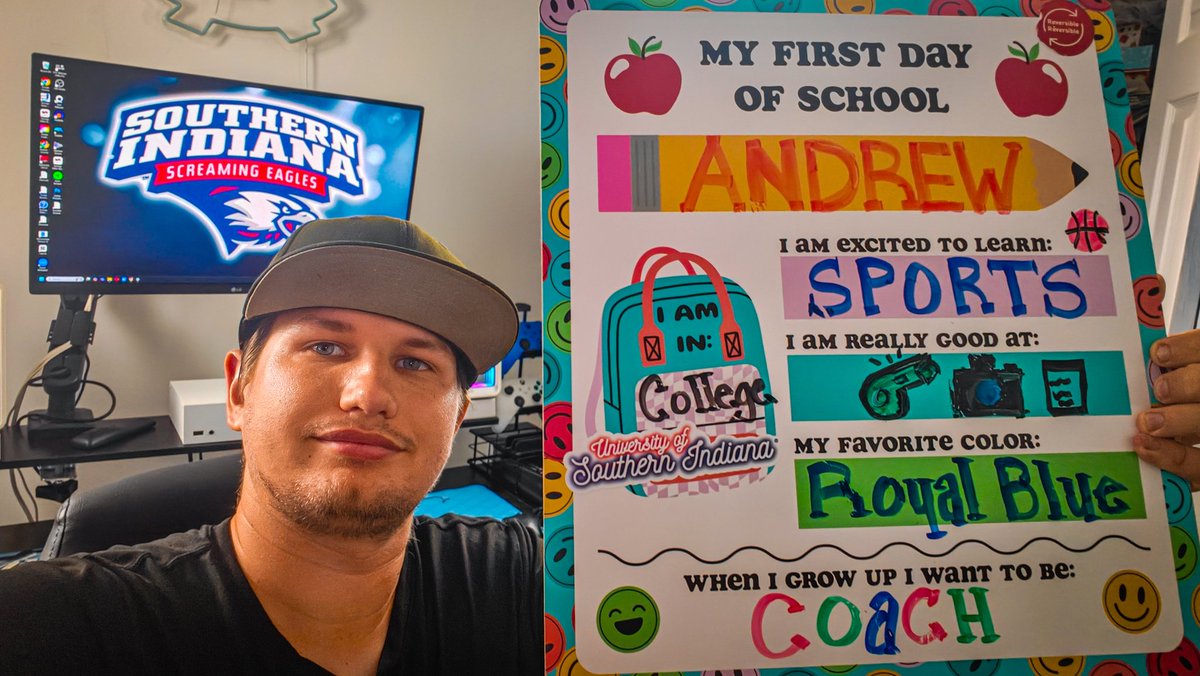 SOUTHERN
INDIANA
SCREAMING EAGLES
LG
Reversible
Réversible
MY FIRST DAY
OF SCHOOL
ANDREW
I AM EXCITED TO LEARN:
SPORTS
I AM
IN:
College
University of
Southern Indiana
I AM REALLY GOOD AT:
MY FAVORITE COLOR:
Royal Blue
WHEN I GROW UP I WANT TO BE:
COaCH